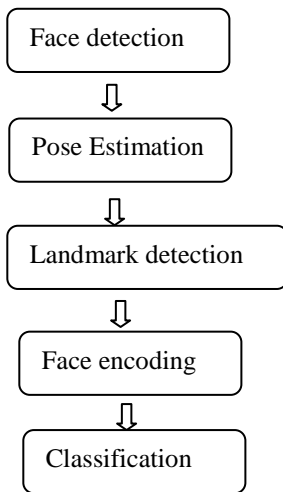 Face detection
Pose Estimation
Landmark detection
Face encoding
Classification